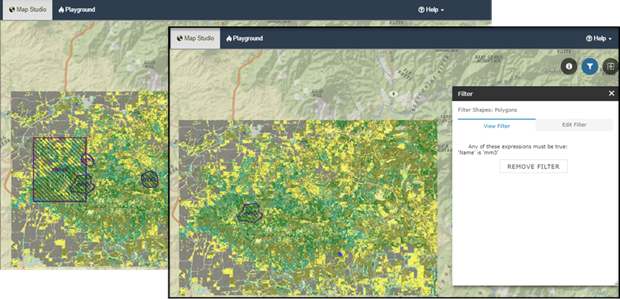 Map Studio Playground Help
Map Studio Playground Help
Filter
Filter Shapes: Polygons
View Filter Edit Filter
Any of these expressions must be true:
'Name' is 'mm3'
REMOVE FILTER